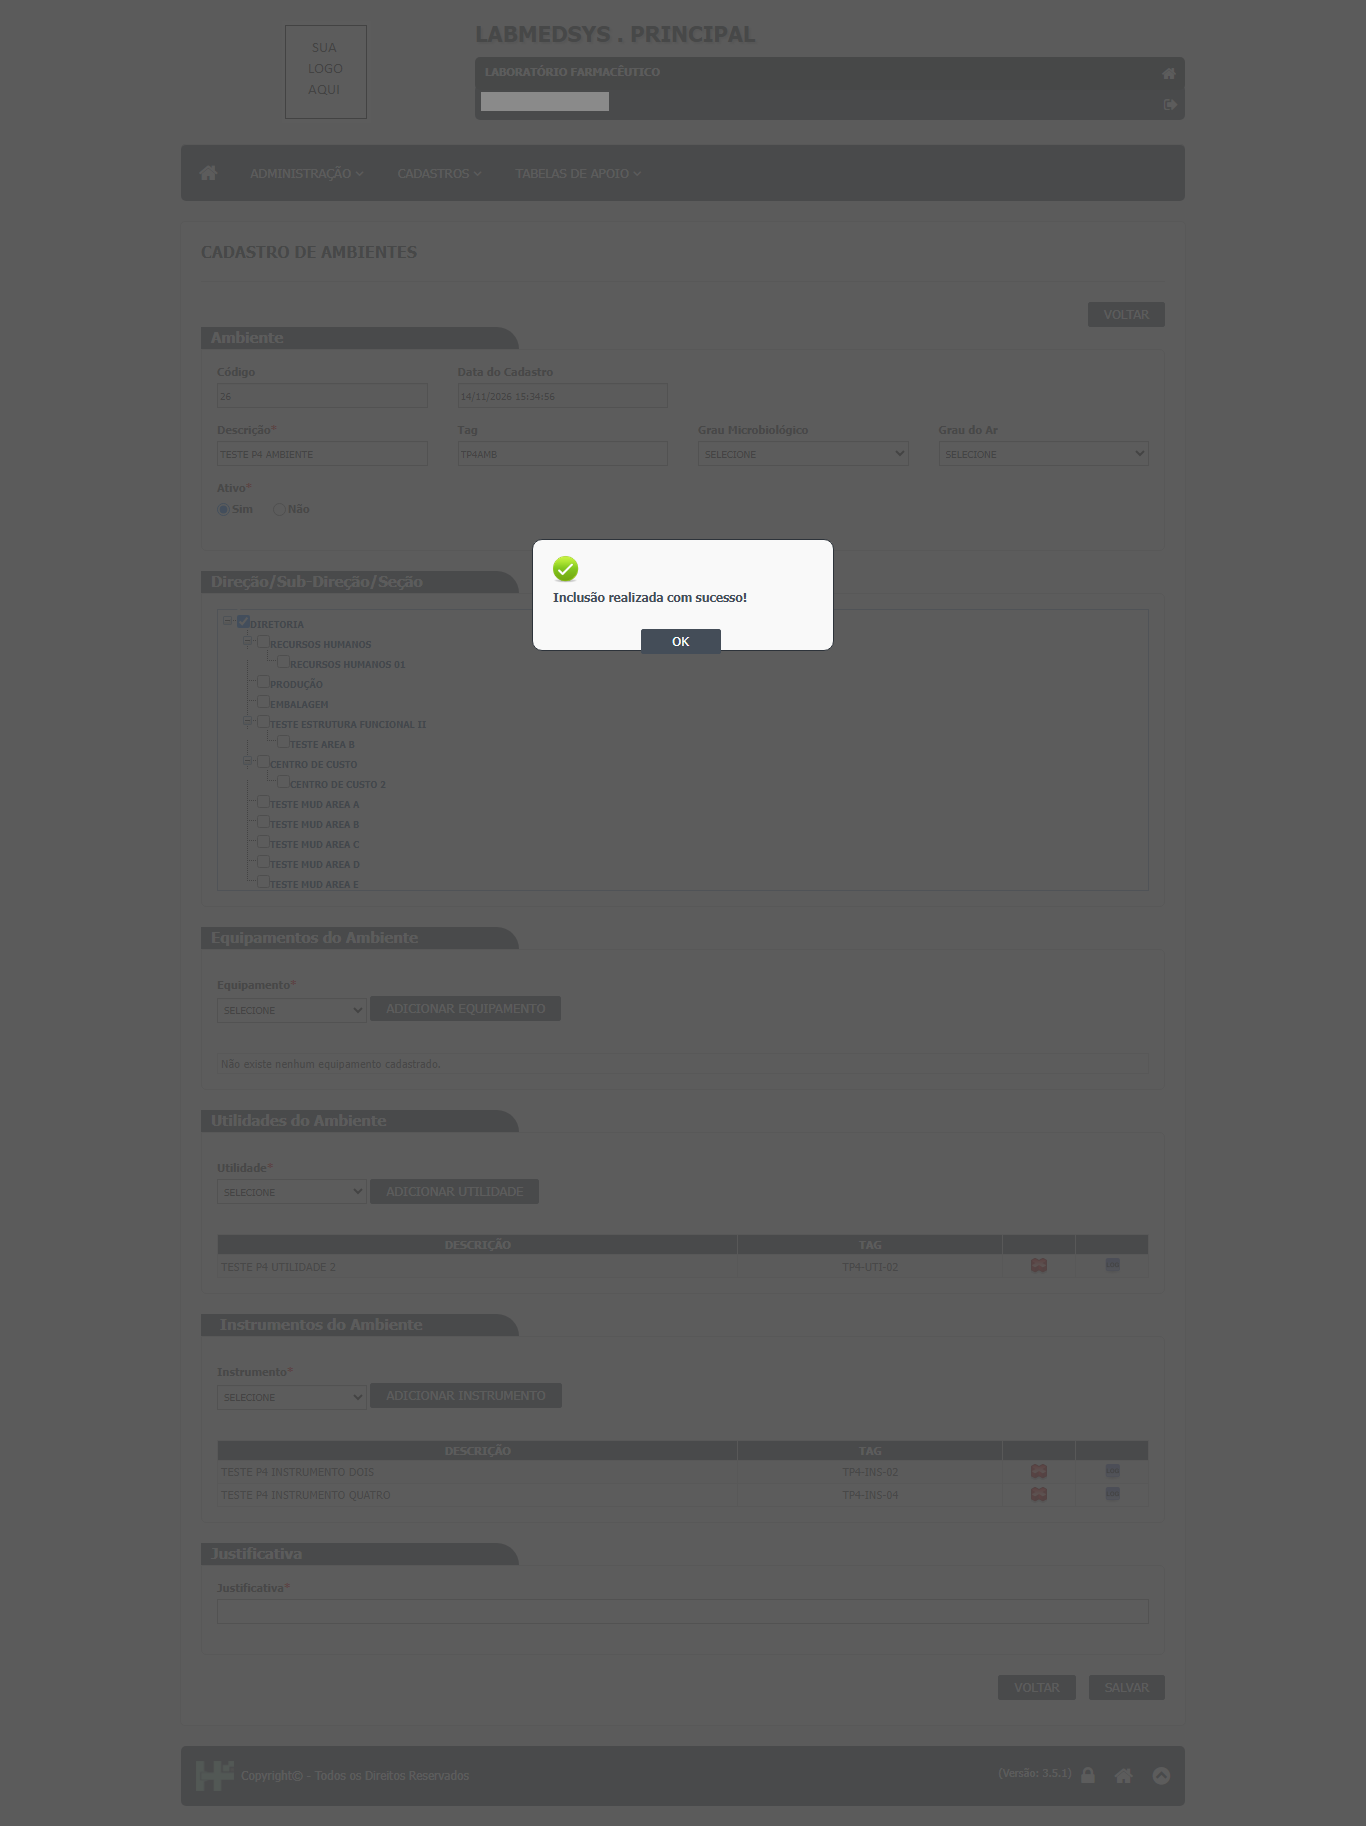 SUA
LOGO
AQUI
LABMEDSYS . PRINCIPAL
LABORATÓRIO FARMACÊUTICO
ADMINISTRAÇÃO
CADASTROS
TABELAS DE APOIO
CADASTRO DE AMBIENTES
VOLTAR
Ambiente
Código
Data do Cadastro
26
14/11/2026 15:34:56
Descrição*
Tag
Grau Microbiológico
Grau do Ar
TESTE P4 AMBIENTE
TP4AMB
SELECIONE
SELECIONE
Ativo*
Sim
Não
Inclusão realizada com sucesso!
OK
Direção/Sub-Direção/Seção
DIRETORIA
RECURSOS HUMANOS
RECURSOS HUMANOS 01
PRODUÇÃO
EMBALAGEM
TESTE ESTRUTURA FUNCIONAL II
TESTE AREA B
CENTRO DE CUSTO
CENTRO DE CUSTO 2
TESTE MUD AREA A
TESTE MUD AREA B
TESTE MUD AREA C
TESTE MUD AREA D
TESTE MUD AREA E
Equipamentos do Ambiente
Equipamento*
SELECIONE
ADICIONAR EQUIPAMENTO
Não existe nenhum equipamento cadastrado.
Utilidades do Ambiente
Utilidade*
SELECIONE
ADICIONAR UTILIDADE
DESCRIÇÃO TAG
TESTE P4 UTILIDADE 2 TP4-UTI-02
Instrumentos do Ambiente
Instrumento*
SELECIONE
ADICIONAR INSTRUMENTO
DESCRIÇÃO TAG
TESTE P4 INSTRUMENTO DOIS TP4-INS-02
TESTE P4 INSTRUMENTO QUATRO TP4-INS-04
Justificativa
Justificativa*
VOLTAR
SALVAR
Copyright© - Todos os Direitos Reservados
(Versão: 3.5.1)